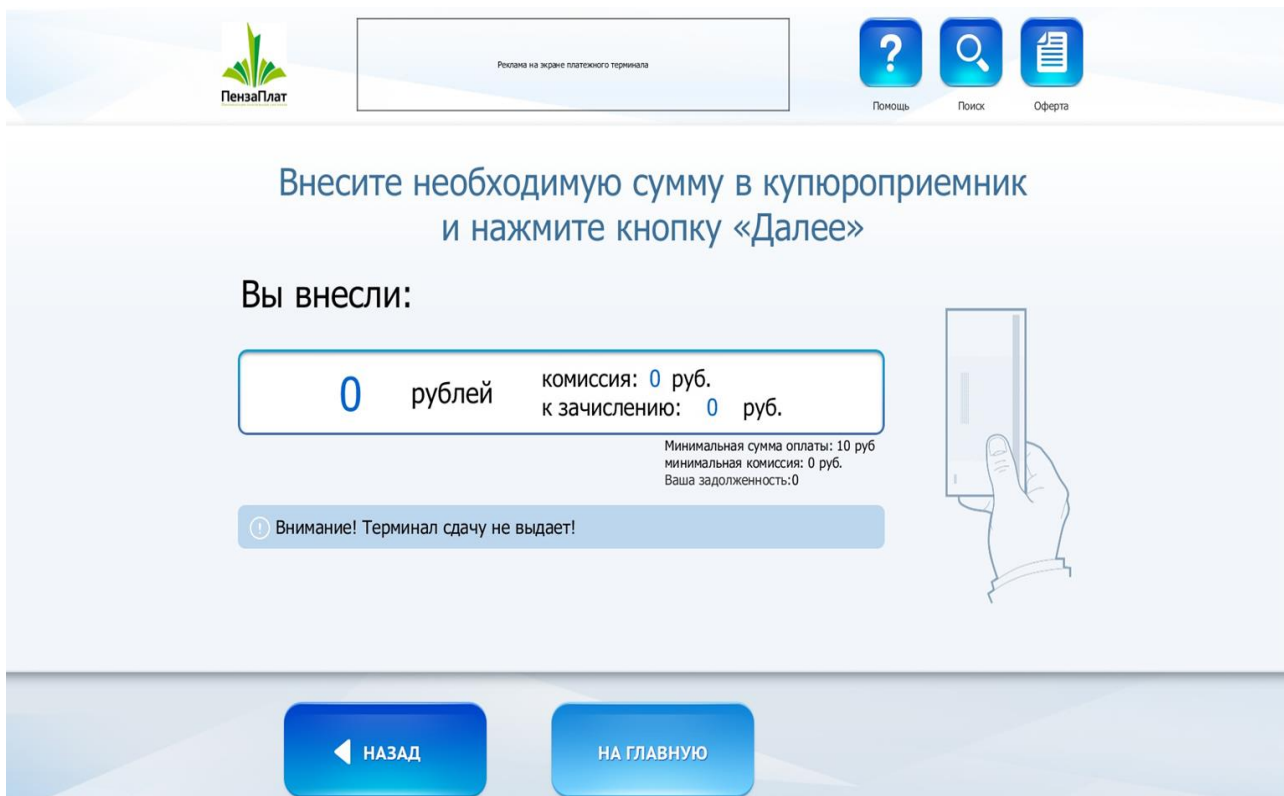 ПензаПлат
Реклама на экране платежного терминала
Помощь
Поиск
Оферта
Внесите необходимую сумму в купюроприемник
и нажмите кнопку «Далее»
Вы внесли:
0 рублей
комиссия: 0 руб.
к зачислению: 0 руб.
Минимальная сумма оплаты: 10 руб
минимальная комиссия: 0 руб.
Ваша задолженность:0
Внимание! Терминал сдачу не выдает!
НАЗАД
НА ГЛАВНУЮ